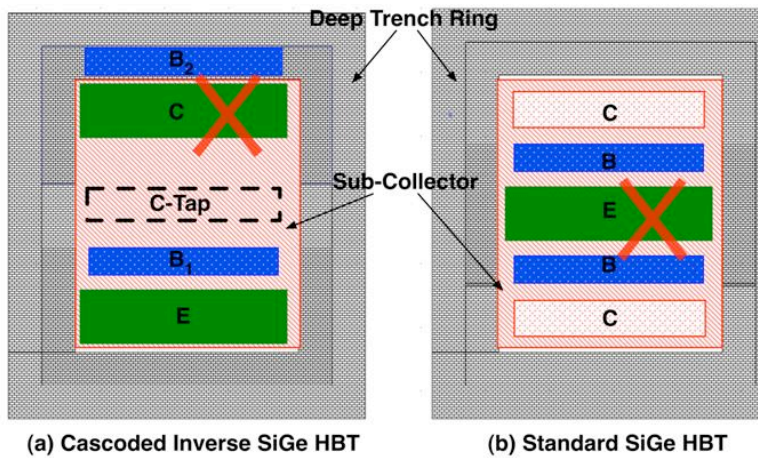 Deep Trench Ring
B2
C
C-Tap
B1
E
Sub-Collector
C
B
E
B
C
(a) Cascoded Inverse SiGe HBT
(b) Standard SiGe HBT